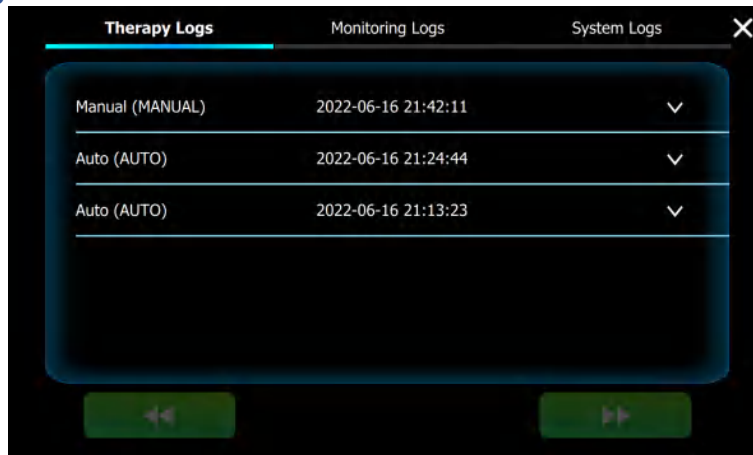 Therapy Logs Monitoring Logs System Logs
Manual (MANUAL) 2022-06-16 21:42:11
Auto (AUTO) 2022-06-16 21:24:44
Auto (AUTO) 2022-06-16 21:13:23